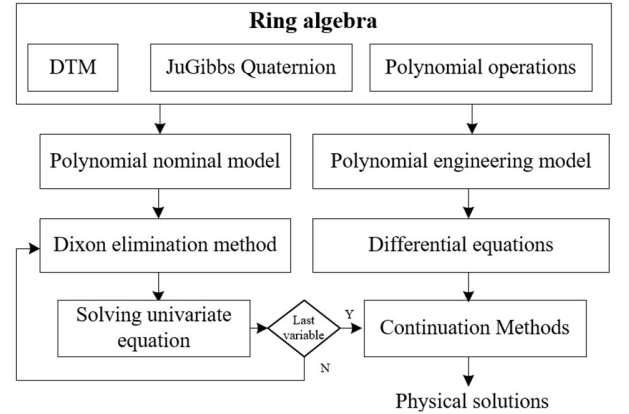 Ring algebra
DTM
JuGibbs Quaternion
Polynomial operations
Polynomial nominal model
Polynomial engineering model
Dixon elimination method
Differential equations
Solving univariate
equation
Last
variable
Y
N
Continuation Methods
Physical solutions